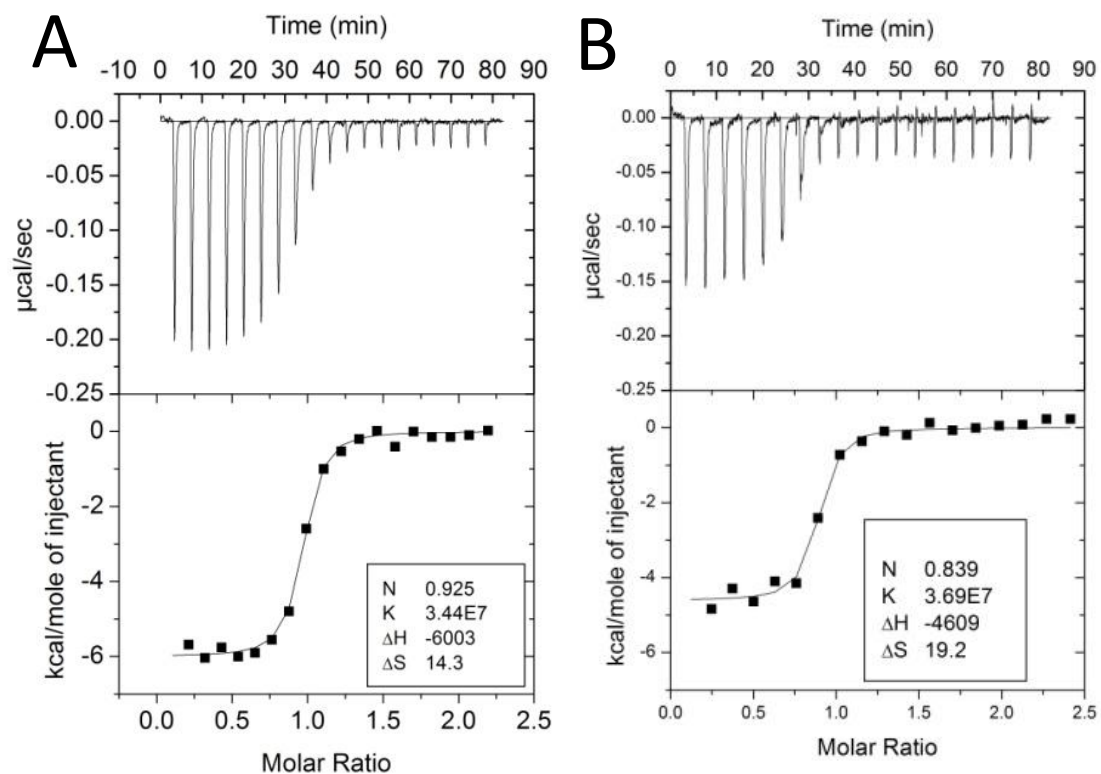 A
Time (min)
-10 0 10 20 30 40 50 60 70 80 90
0.00
-0.05
-0.10
-0.15
-0.20
-0.25
µcal/sec
0
-2
-4
-6
kcal/mole of injectant
N 0.925
K 3.44E7
ΔH -6003
ΔS 14.3
0.0 0.5 1.0 1.5 2.0 2.5
Molar Ratio
B
Time (min)
0 10 20 30 40 50 60 70 80 90
0.00
-0.05
-0.10
-0.15
-0.20
-0.25
µcal/sec
0
-2
-4
-6
kcal/mole of injectant
N 0.839
K 3.69E7
ΔH -4609
ΔS 19.2
0.0 0.5 1.0 1.5 2.0 2.5
Molar Ratio